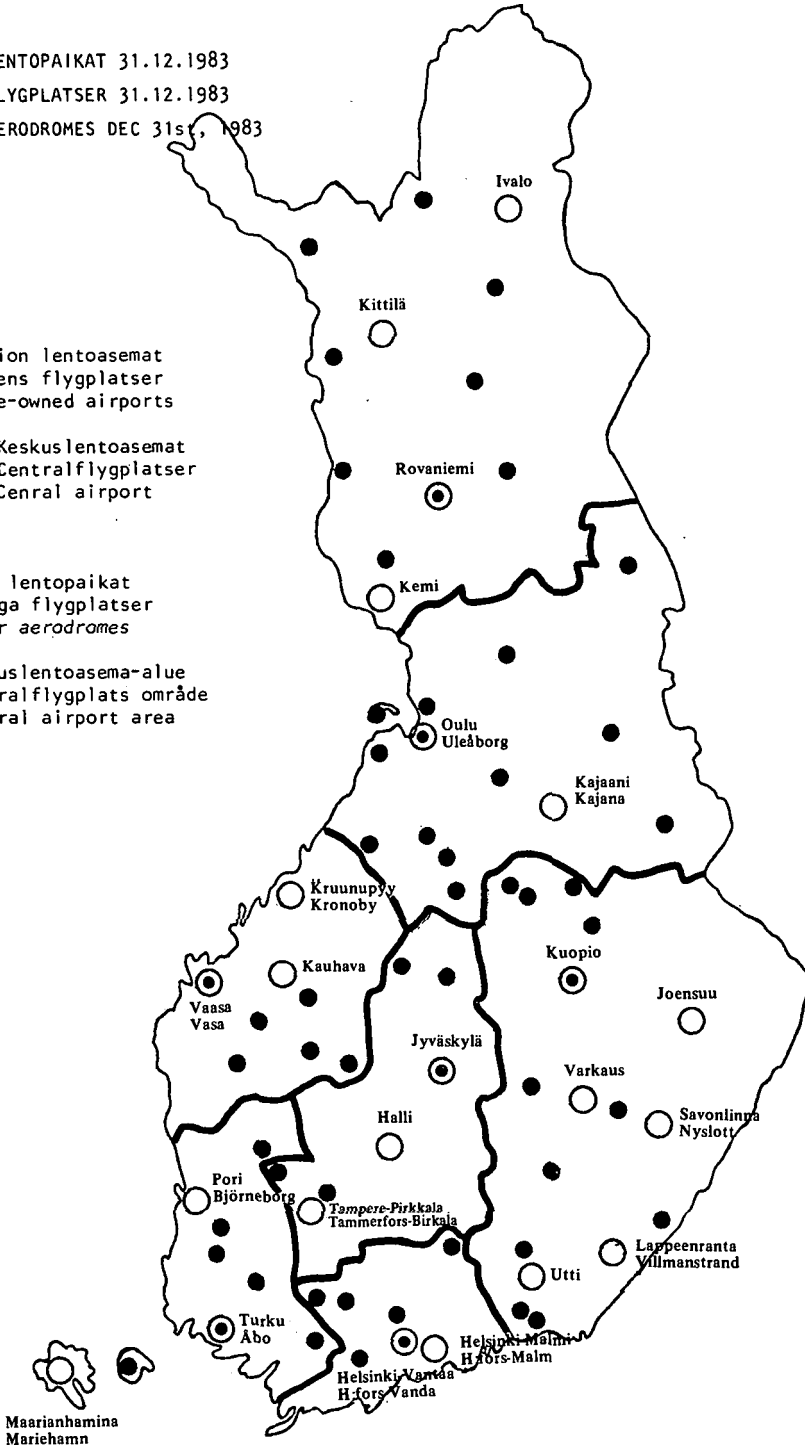 ENTOPAIKAT 31.12.1983
LYGPLATSER 31.12.1983
ERODROMES DEC 31st, 1983
Ivalo
Kittilä
ion lentoasemat
ens flygplatser
e-owned airports
Keskuslentoasemat
Centralflygplatser
Cenral airport
Rovaniemi
lentopaikat
ga flygplatser
r aerodromes
Kemi
uslentoasema-alue
ralflygplats område
ral airport area
Oulu
Uleåborg
Kajaani
Kajana
Kruunupyy
Kronoby
Kauhava
Kuopio
Vaasa
Vasa
Joensuu
Jyväskylä
Varkaus
Halli
Savonlinna
Nyslott
Pori
Björneborg
Tampere-Pirkkala
Tammerfors-Birkala
Lappeenranta
Villmanstrand
Utti
Turku
Åbo
Helsinki-Malmi
H:fors-Malm
Helsinki-Vantaa
H:fors-Vanda
Maarianhamina
Mariehamn